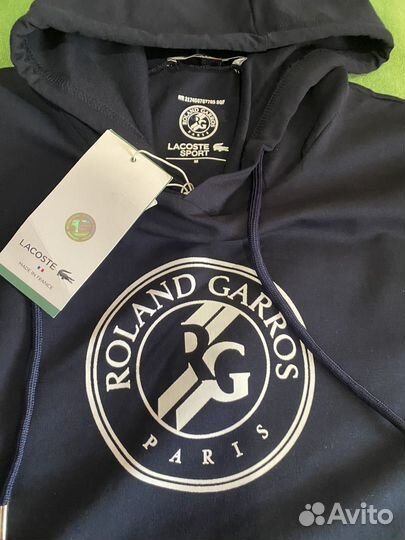 ROLAND GARROS
PARIS
LACOSTE
SPORT
M
LACOSTE
MADE IN FRANCE
ROLAND GARROS
RG
PARIS
Avito